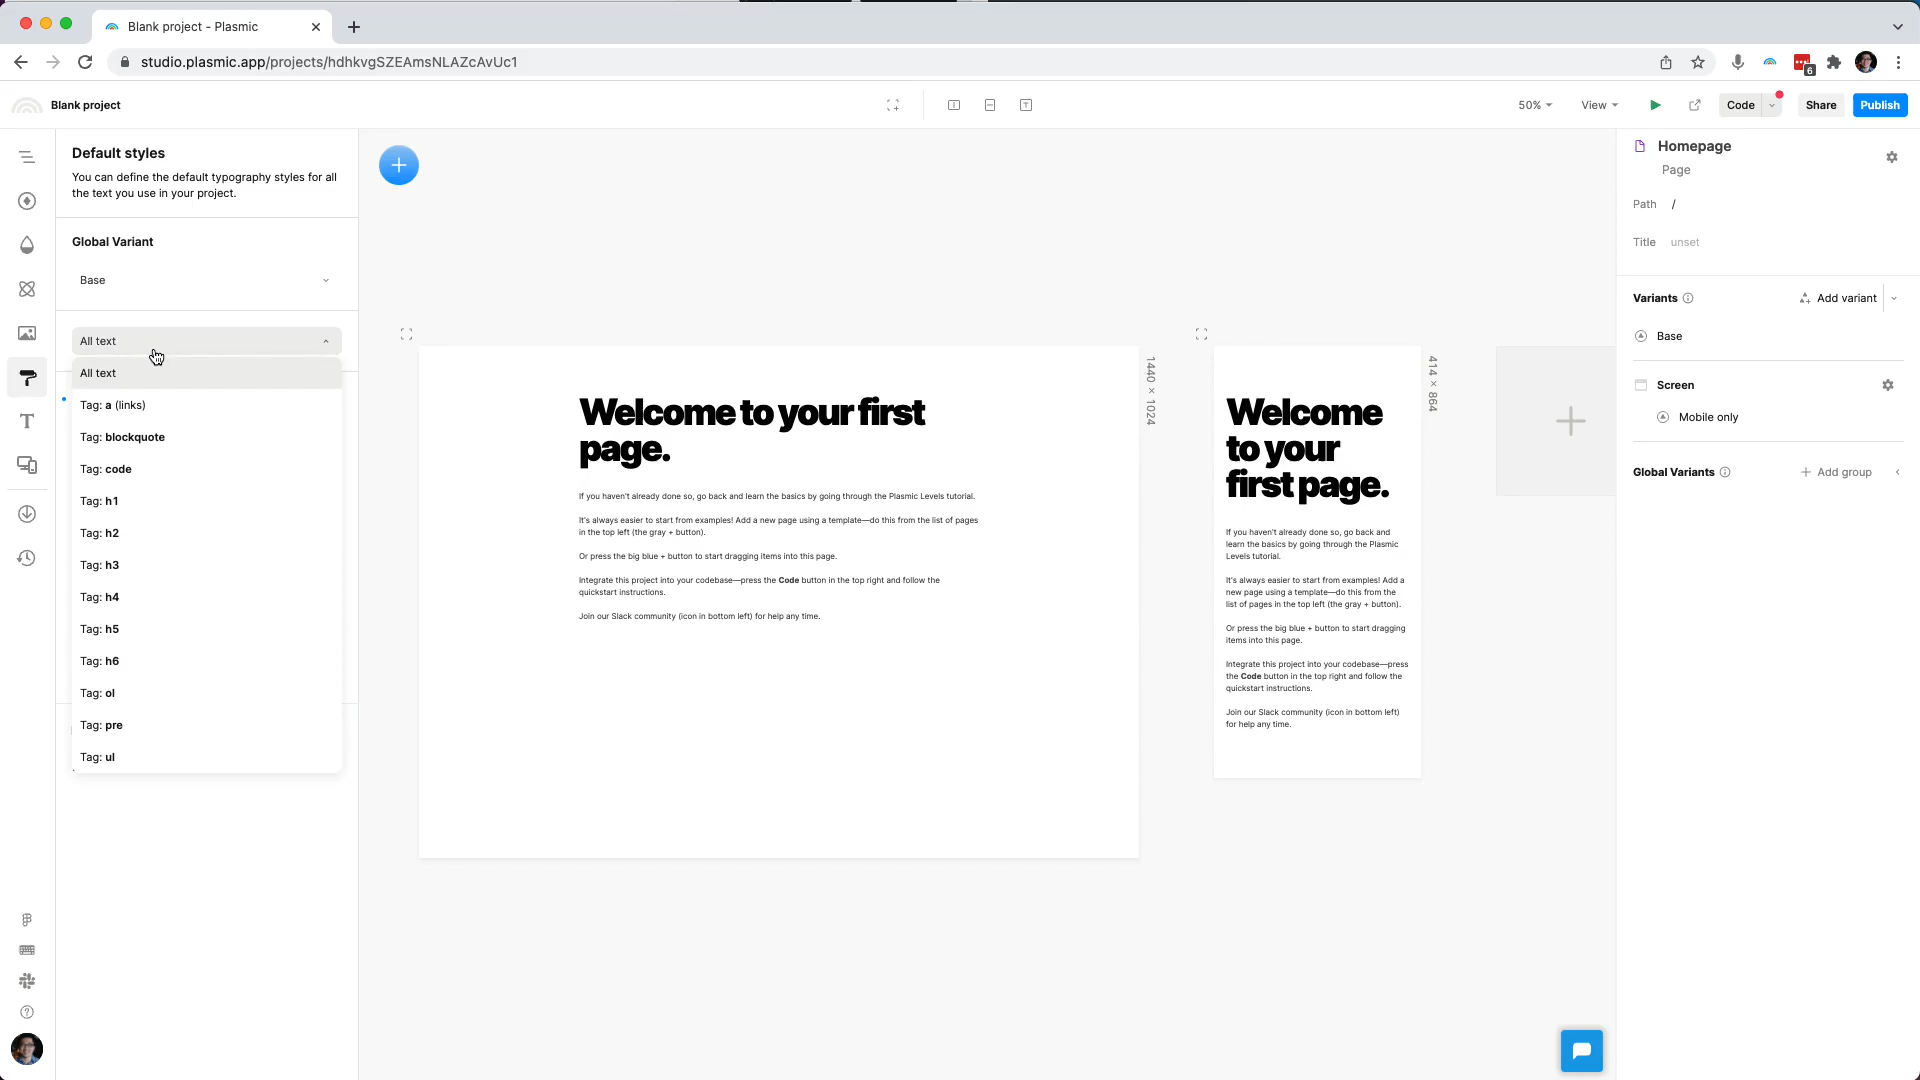 Blank project - Plasmic
studio.plasmic.app/projects/hdhkvgSZEAmsNLAZcAvUc1
6
Blank project
50%
View
Code
Share
Publish
Default styles
You can define the default typography styles for all
the text you use in your project.
Global Variant
Base
All text
All text
Tag: a (links)
Tag: blockquote
Tag: code
Tag: h1
Tag: h2
Tag: h3
Tag: h4
Tag: h5
Tag: h6
Tag: ol
Tag: pre
Tag: ul
1440 × 1024
Welcome to your first
page.
If you haven't already done so, go back and learn the basics by going through the Plasmic Levels tutorial.
It's always easier to start from examples! Add a new page using a template—do this from the list of pages
in the top left (the gray + button).
Or press the big blue + button to start dragging items into this page.
Integrate this project into your codebase—press the Code button in the top right and follow the
quickstart instructions.
Join our Slack community (icon in bottom left) for help any time.
414 × 864
Welcome
to your
first page.
If you haven't already done so, go back and
learn the basics by going through the Plasmic
Levels tutorial.
It's always easier to start from examples! Add a
new page using a template—do this from the
list of pages in the top left (the gray + button).
Or press the big blue + button to start dragging
items into this page.
Integrate this project into your codebase—press
the Code button in the top right and follow the
quickstart instructions.
Join our Slack community (icon in bottom left)
for help any time.
Homepage
Page
Path /
Title unset
Variants
Add variant
Base
Screen
Mobile only
Global Variants
Add group